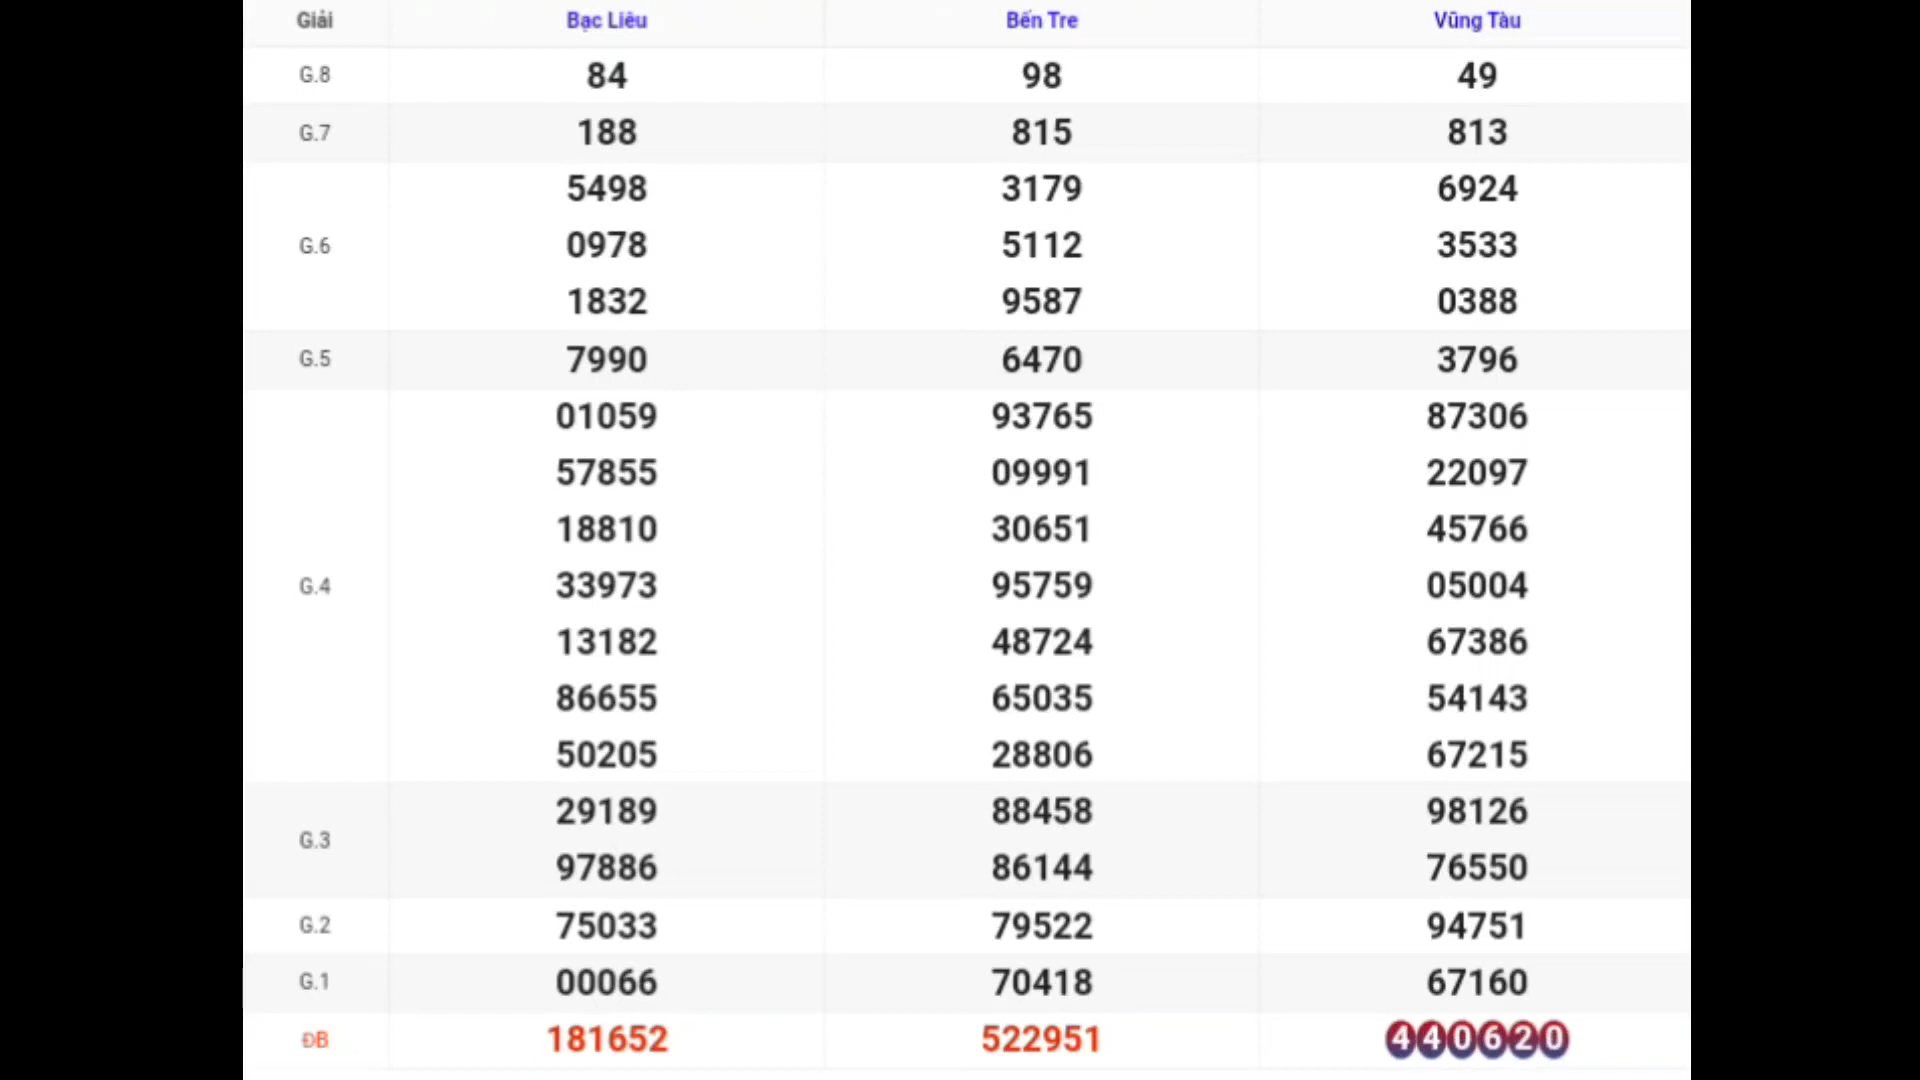 Giải Bạc Liêu Bến Tre Vũng Tàu
G.8 84 98 49
G.7 188 815 813
5498 3179 6924
G.6 0978 5112 3533
1832 9587 0388
G.5 7990 6470 3796
01059 93765 87306
57855 09991 22097
18810 30651 45766
G.4 33973 95759 05004
13182 48724 67386
86655 65035 54143
50205 28806 67215
G.3 29189 88458 98126
97886 86144 76550
G.2 75033 79522 94751
G.1 00066 70418 67160
ĐB 181652 522951 440620